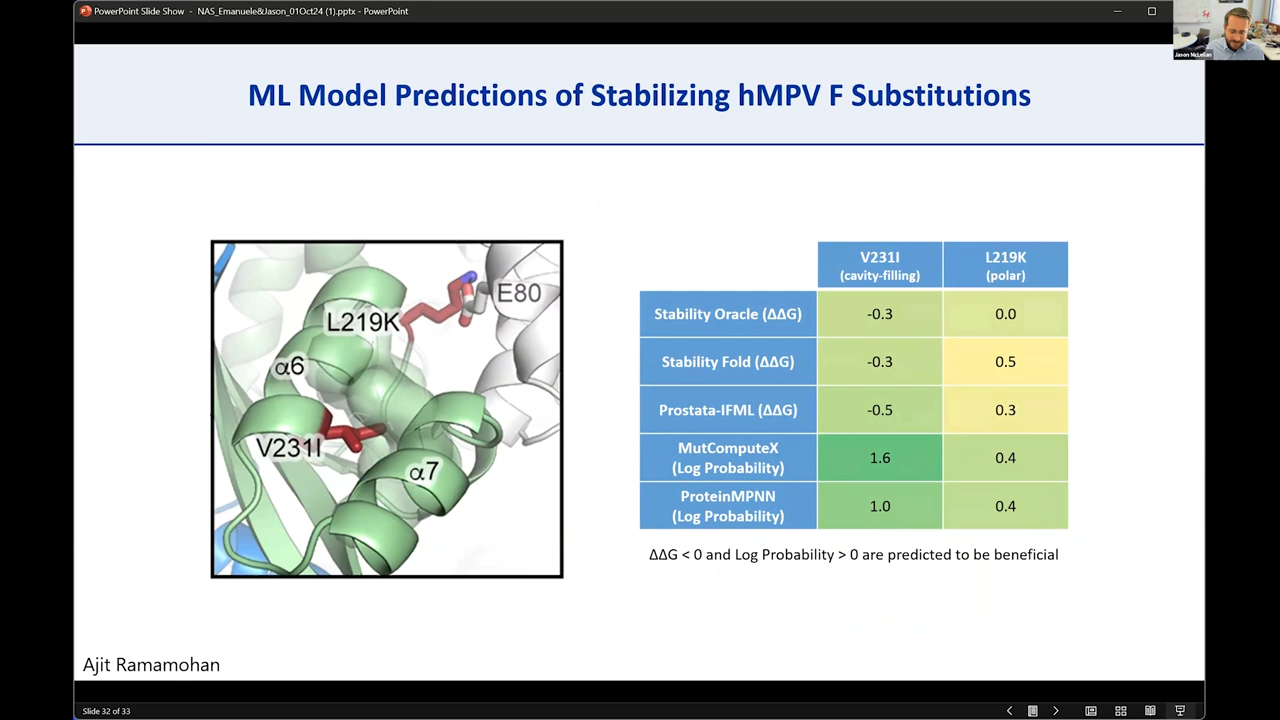 PowerPoint Slide Show - NAS_Emanuele&Jason_01Oct24 (1).pptx - PowerPoint
Jason McLellan
ML Model Predictions of Stabilizing hMPV F Substitutions
L219K
E80
α6
V231I
α7
V231I
(cavity-filling)
L219K
(polar)
Stability Oracle (ΔΔG)
-0.3
0.0
Stability Fold (ΔΔG)
-0.3
0.5
Prostata-IFML (ΔΔG)
-0.5
0.3
MutComputeX
(Log Probability)
1.6
0.4
ProteinMPNN
(Log Probability)
1.0
0.4
ΔΔG < 0 and Log Probability > 0 are predicted to be beneficial
Ajit Ramamohan
Slide 32 of 33